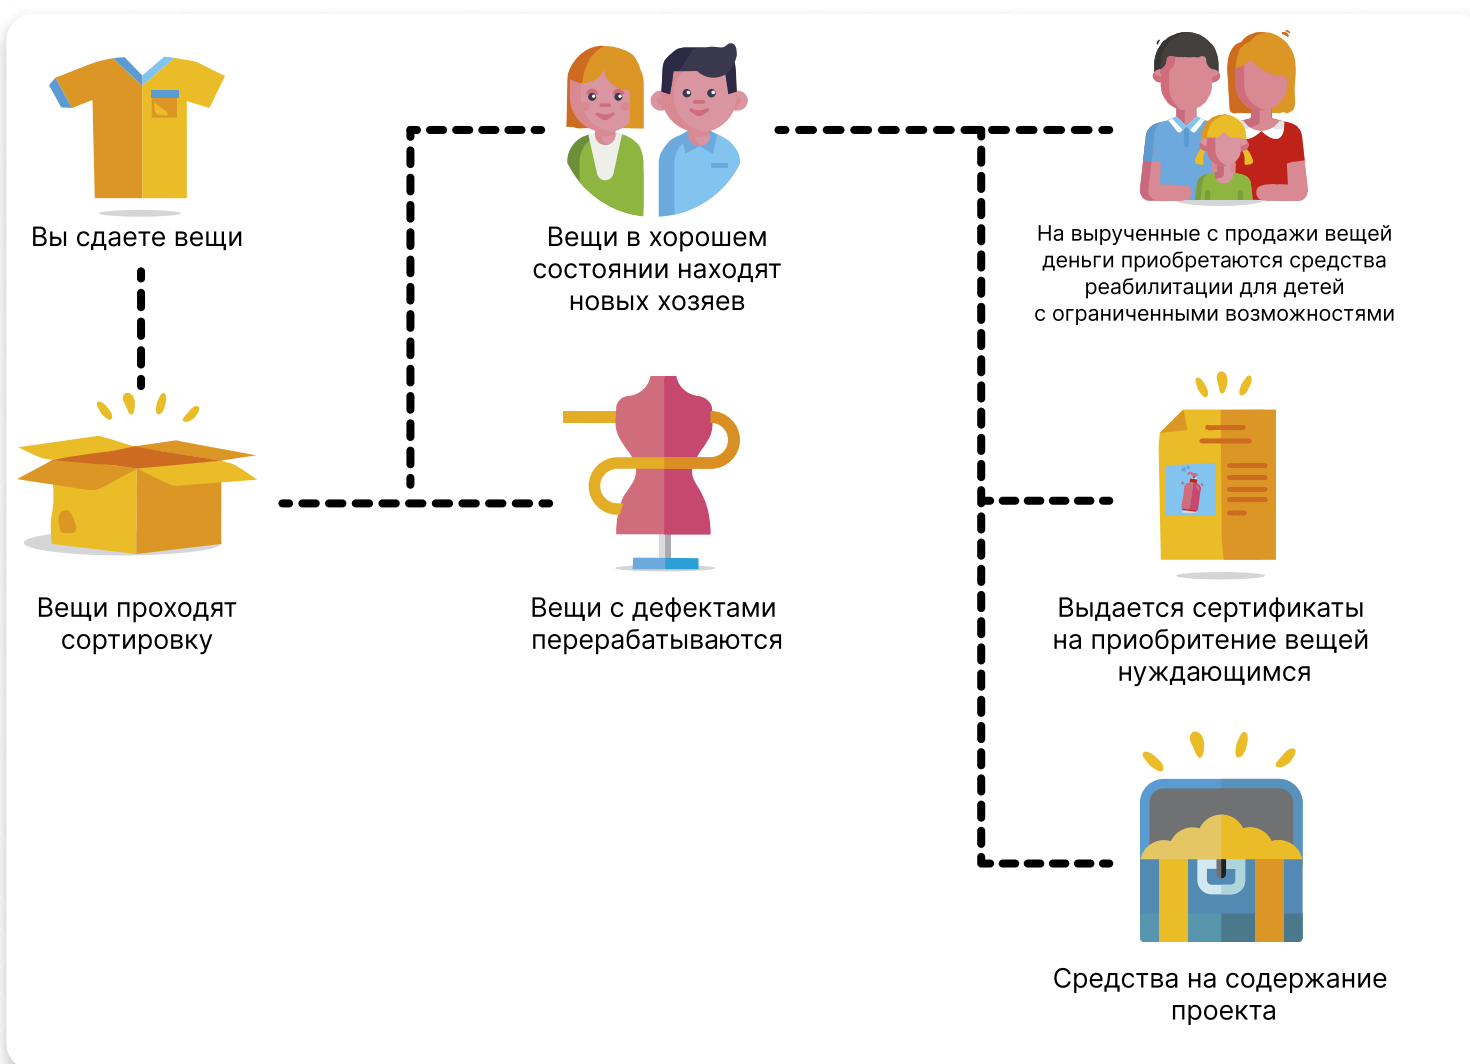 Вы сдаете вещи
Вещи проходят
сортировку
Вещи в хорошем
состоянии находят
новых хозяев
Вещи с дефектами
перерабатываются
На вырученные с продажи вещей
деньги приобретаются средства
реабилитации для детей
с ограниченными возможностями
Выдается сертификаты
на приобритение вещей
нуждающимся
Средства на содержание
проекта